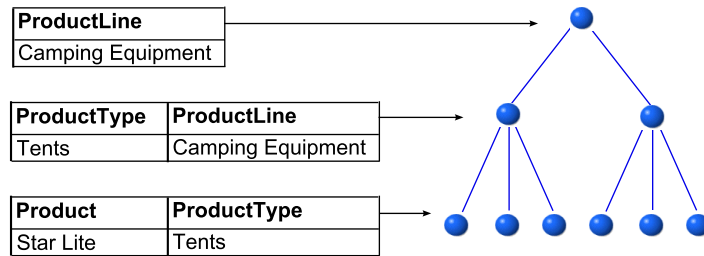 ProductLine
Camping Equipment
ProductType ProductLine
Tents Camping Equipment
Product ProductType
Star Lite Tents